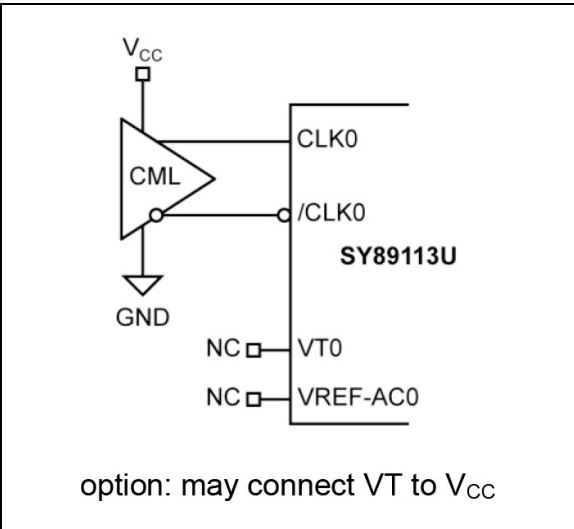 VCC
CLK0
CML
/CLK0
SY89113U
GND
NC VT0
NC VREF-AC0
option: may connect VT to VCC